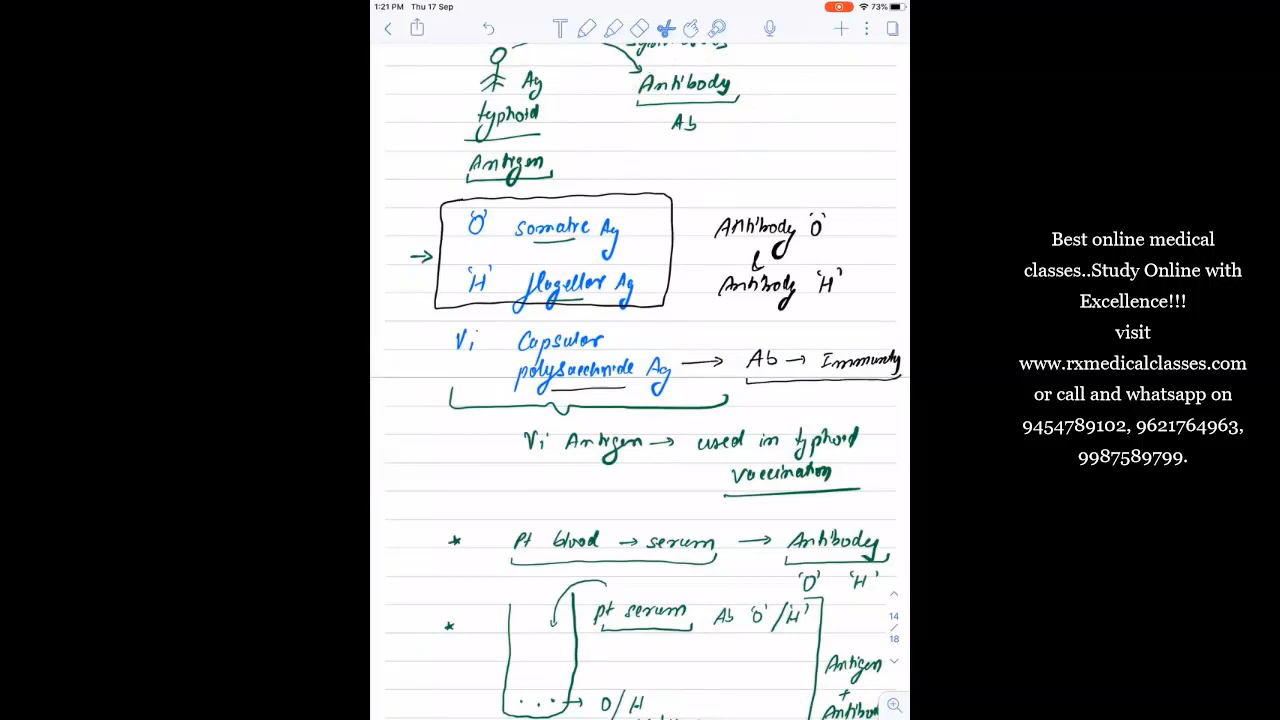 1:21 PM Thu 17 Sep
73%
Ag
Antibody
typhoid
Ab
Antigen
'O' somatic Ag
Antibody 'O'
&
'H' flagellar Ag
Antibody 'H'
Vi Capsular
polysaccharide Ag → Ab → Immunity
Vi Antigen → used in typhoid
vaccination
* Pt blood → serum → Antibody
'O' 'H'
* pt serum Ab 'O'/'H'
14
/
18
Antigen
+
O/H
Best online medical
classes..Study Online with
Excellence!!!
visit
www.rxmedicalclasses.com
or call and whatsapp on
9454789102, 9621764963,
9987589799.